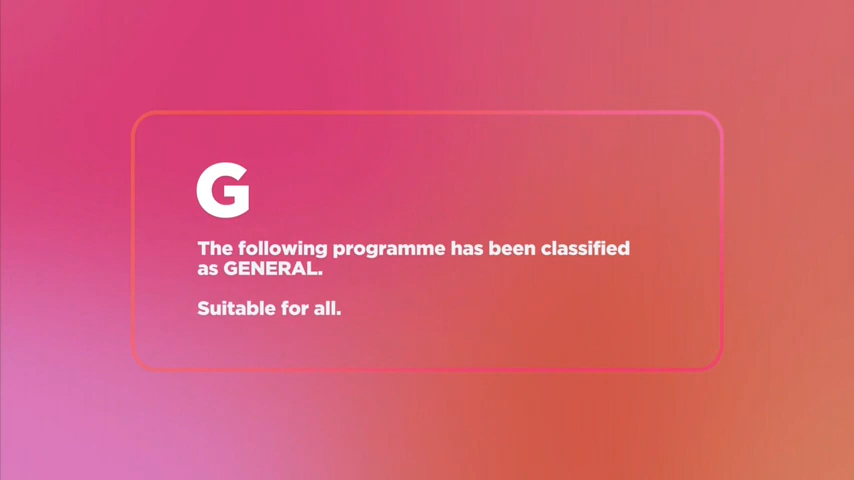 G
The following programme has been classified
as GENERAL.
Suitable for all.